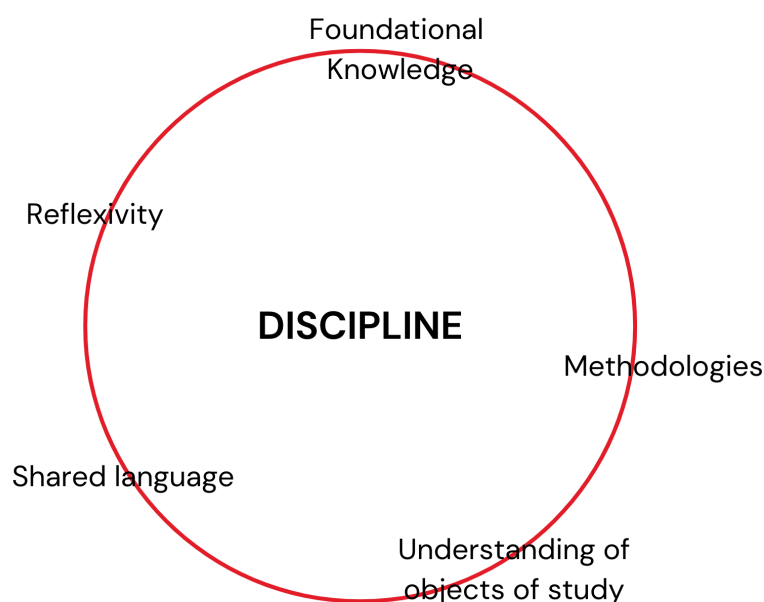 Foundational
Knowledge
Reflexivity
DISCIPLINE
Methodologies
Shared language
Understanding of
objects of study